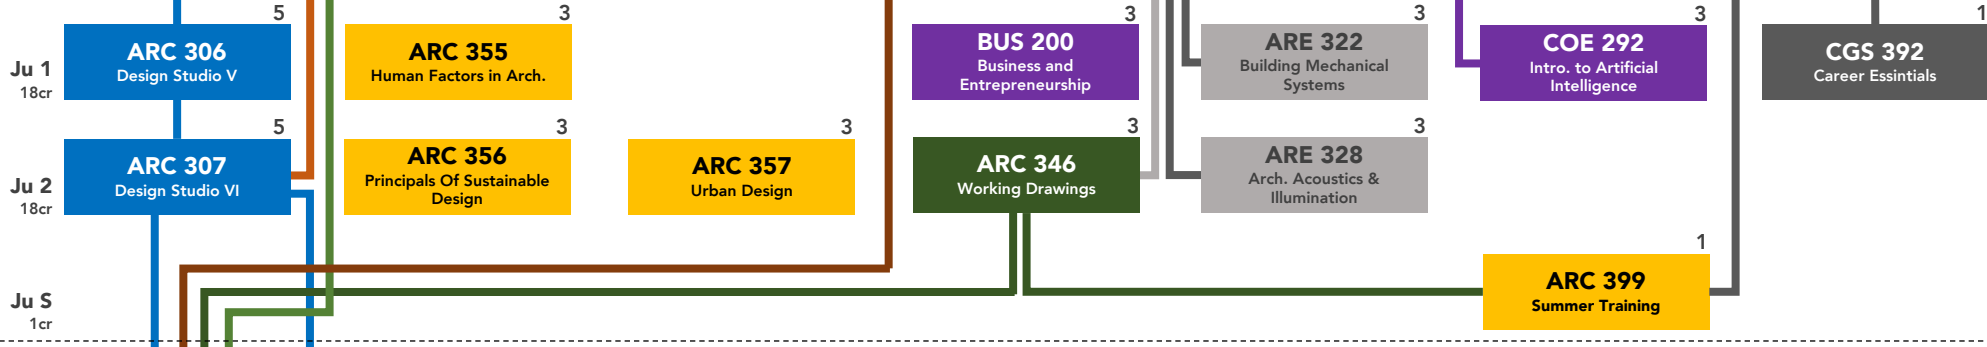 5
3
3
3
3
1
Ju 1
18cr
ARC 306
Design Studio V
ARC 355
Human Factors in Arch.
BUS 200
Business and
Entrepreneurship
ARE 322
Building Mechanical
Systems
COE 292
Intro. to Artificial
Intelligence
CGS 392
Career Essintials
5
3
3
3
3
Ju 2
18cr
ARC 307
Design Studio VI
ARC 356
Principals Of Sustainable
Design
ARC 357
Urban Design
ARC 346
Working Drawings
ARE 328
Arch. Acoustics &
Illumination
1
Ju S
1cr
ARC 399
Summer Training